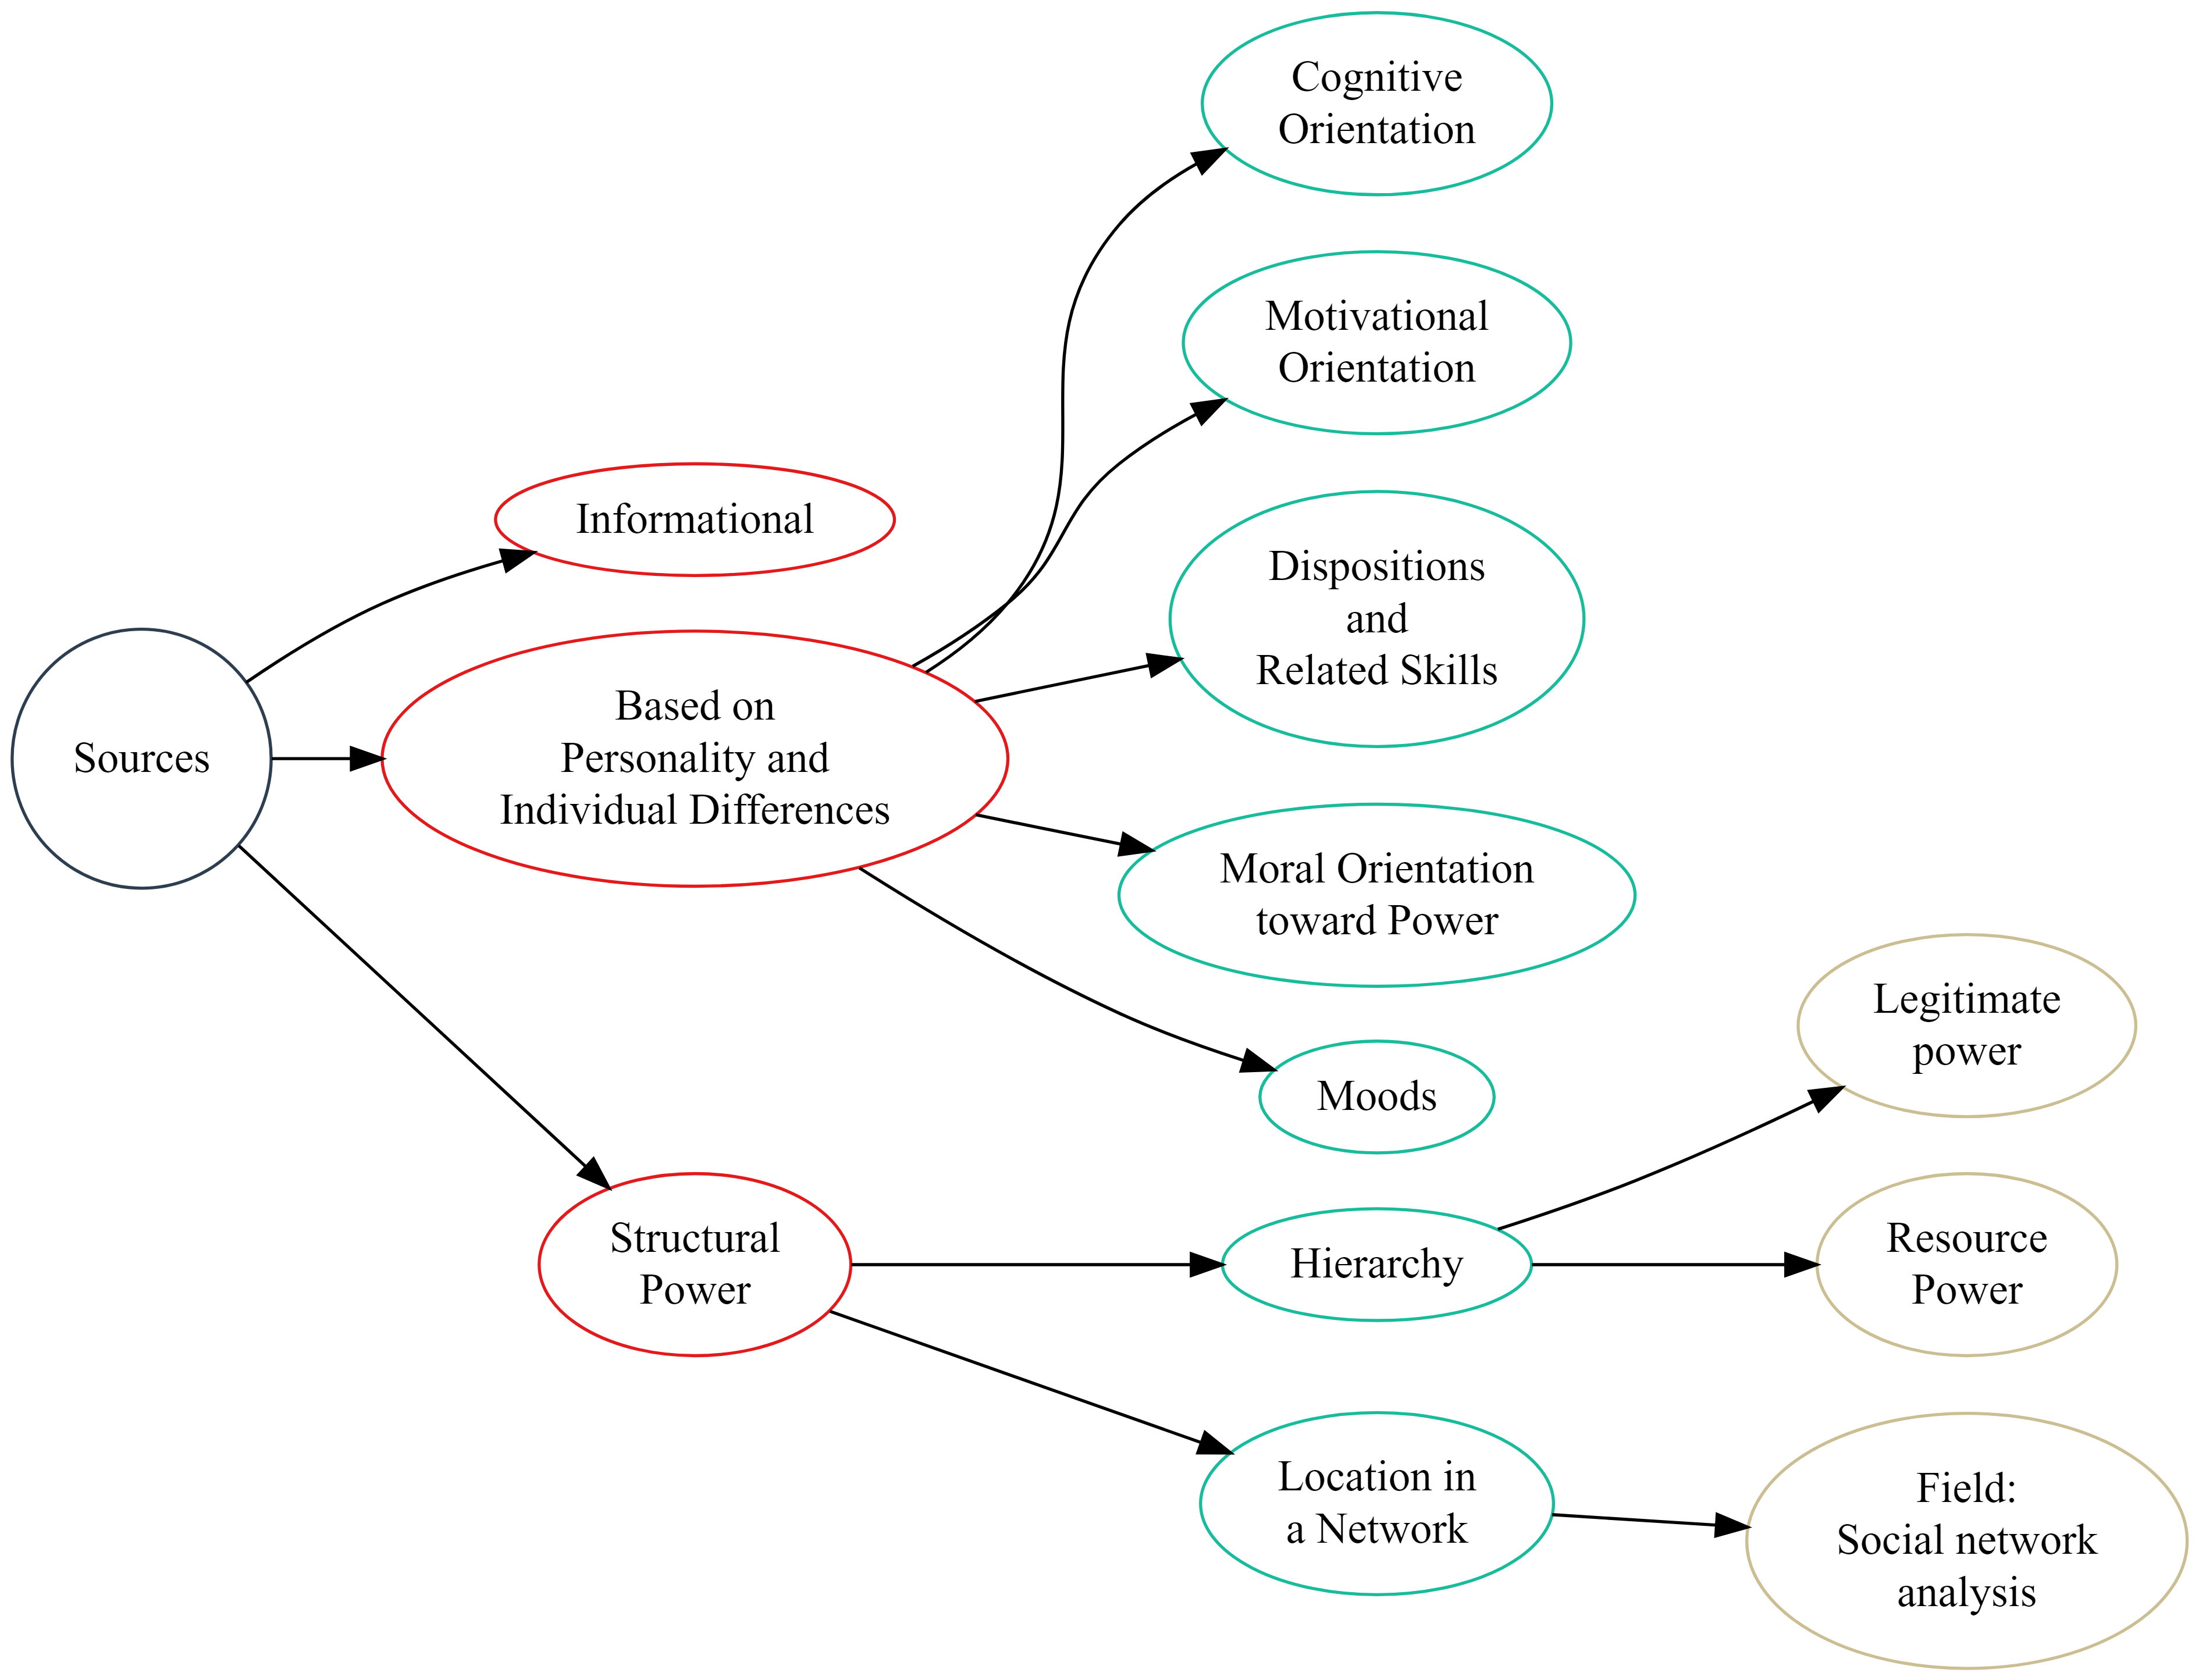 Cognitive
Orientation
Motivational
Orientation
Informational
Dispositions
and
Related Skills
Based on
Personality and
Individual Differences
Sources
Moral Orientation
toward Power
Legitimate
power
Moods
Structural
Power
Hierarchy
Resource
Power
Location in
a Network
Field:
Social network
analysis